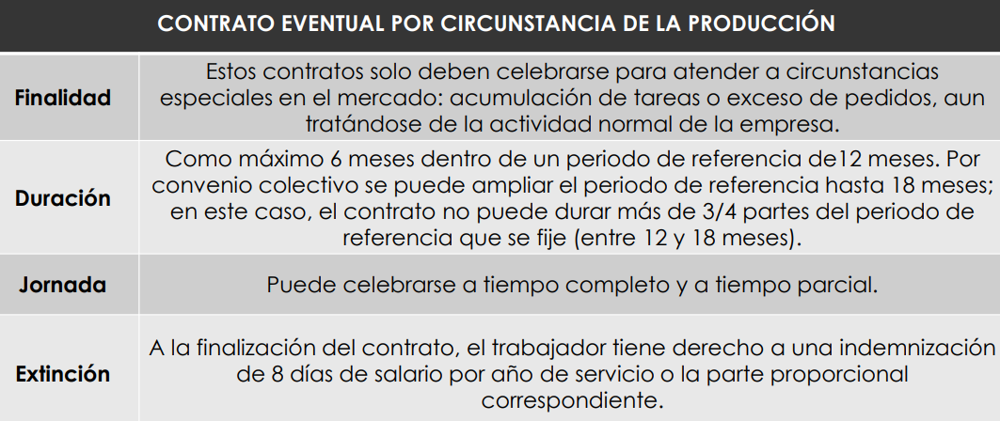 CONTRATO EVENTUAL POR CIRCUNSTANCIA DE LA PRODUCCIÓN
Finalidad
Estos contratos solo deben celebrarse para atender a circunstancias
especiales en el mercado: acumulación de tareas o exceso de pedidos, aun
tratándose de la actividad normal de la empresa.
Duración
Como máximo 6 meses dentro de un periodo de referencia de12 meses. Por
convenio colectivo se puede ampliar el periodo de referencia hasta 18 meses;
en este caso, el contrato no puede durar más de 3/4 partes del periodo de
referencia que se fije (entre 12 y 18 meses).
Jornada
Puede celebrarse a tiempo completo y a tiempo parcial.
Extinción
A la finalización del contrato, el trabajador tiene derecho a una indemnización
de 8 días de salario por año de servicio o la parte proporcional
correspondiente.